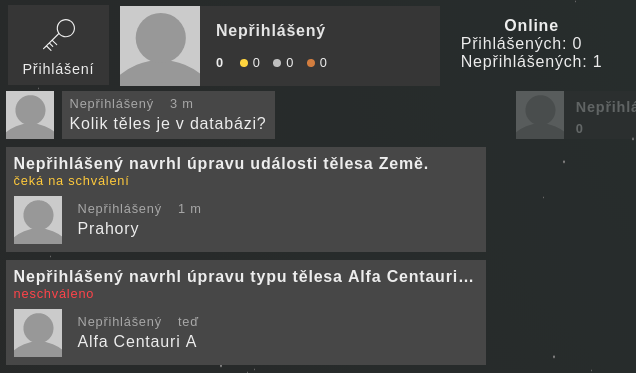 Přihlášení
Nepřihlášený
0 0 0 0
Online
Přihlášených: 0
Nepřihlášených: 1
Nepřihlášený 3 m
Kolik těles je v databázi?
0
Nepřihlášený navrhl úpravu události tělesa Země.
čeká na schválení
Nepřihlášený 1 m
Prahory
Nepřihlášený navrhl úpravu typu tělesa Alfa Centauri...
neschváleno
Nepřihlášený teď
Alfa Centauri A